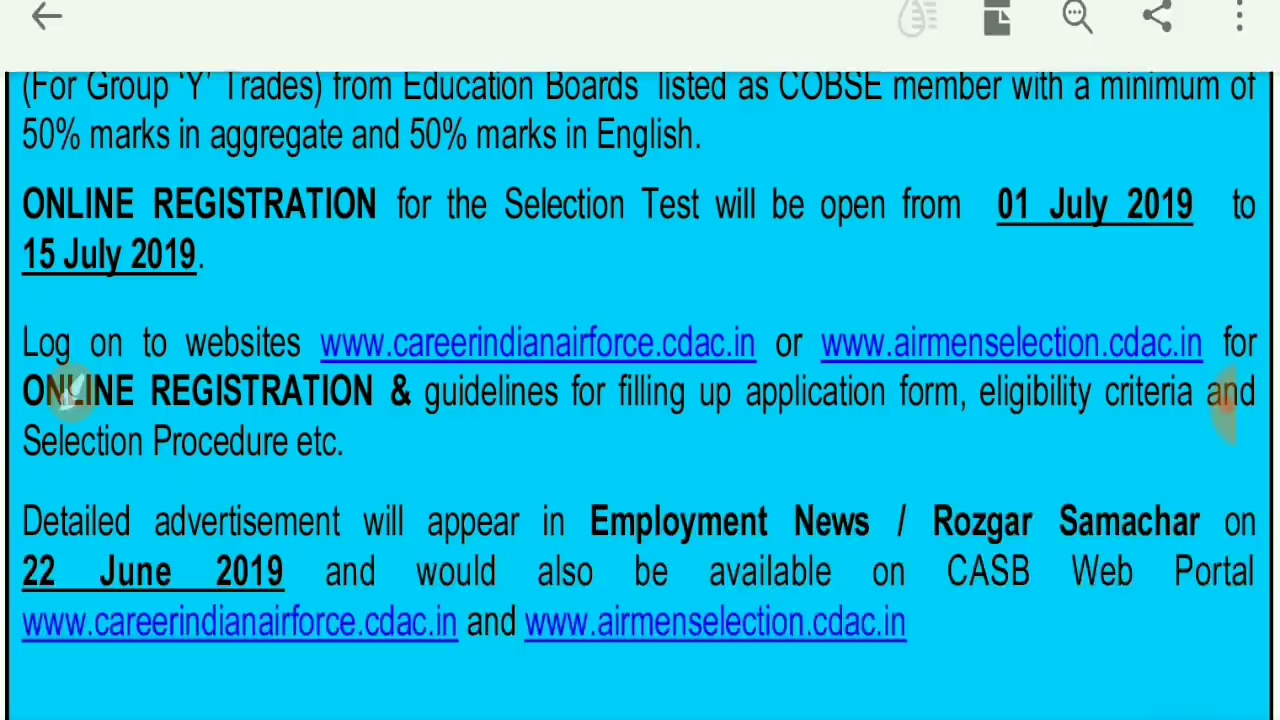 (For Group 'Y' Trades) from Education Boards listed as COBSE member with a minimum of
50% marks in aggregate and 50% marks in English.
ONLINE REGISTRATION for the Selection Test will be open from 01 July 2019 to
15 July 2019.
Log on to websites www.careerindianairforce.cdac.in or www.airmenselection.cdac.in for
ONLINE REGISTRATION & guidelines for filling up application form, eligibility criteria and
Selection Procedure etc.
Detailed advertisement will appear in Employment News / Rozgar Samachar on
22 June 2019 and would also be available on CASB Web Portal
www.careerindianairforce.cdac.in and www.airmenselection.cdac.in